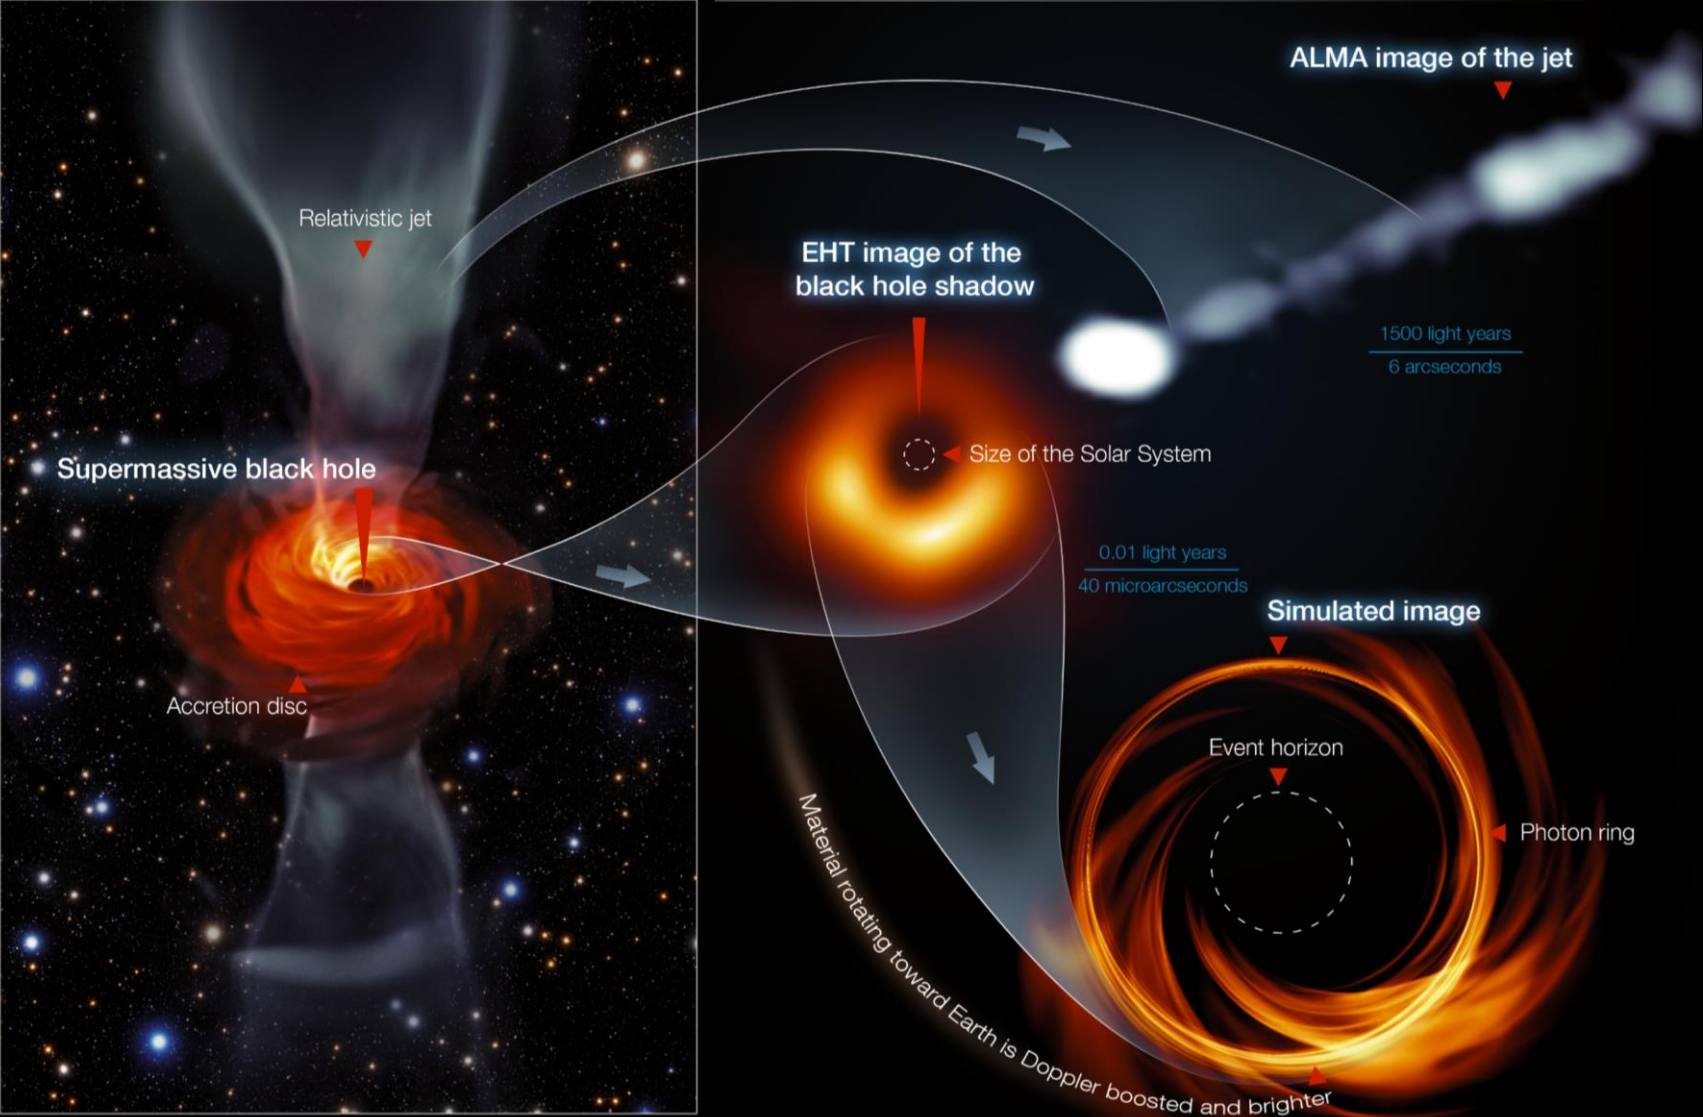 ALMA image of the jet
Relativistic jet
EHT image of the
black hole shadow
1500 light years
6 arcseconds
Supermassive black hole
Size of the Solar System
0.01 light years
40 microarcseconds
Simulated image
Accretion disc
Event horizon
Photon ring
Material rotating toward Earth is Doppler boosted and brighter